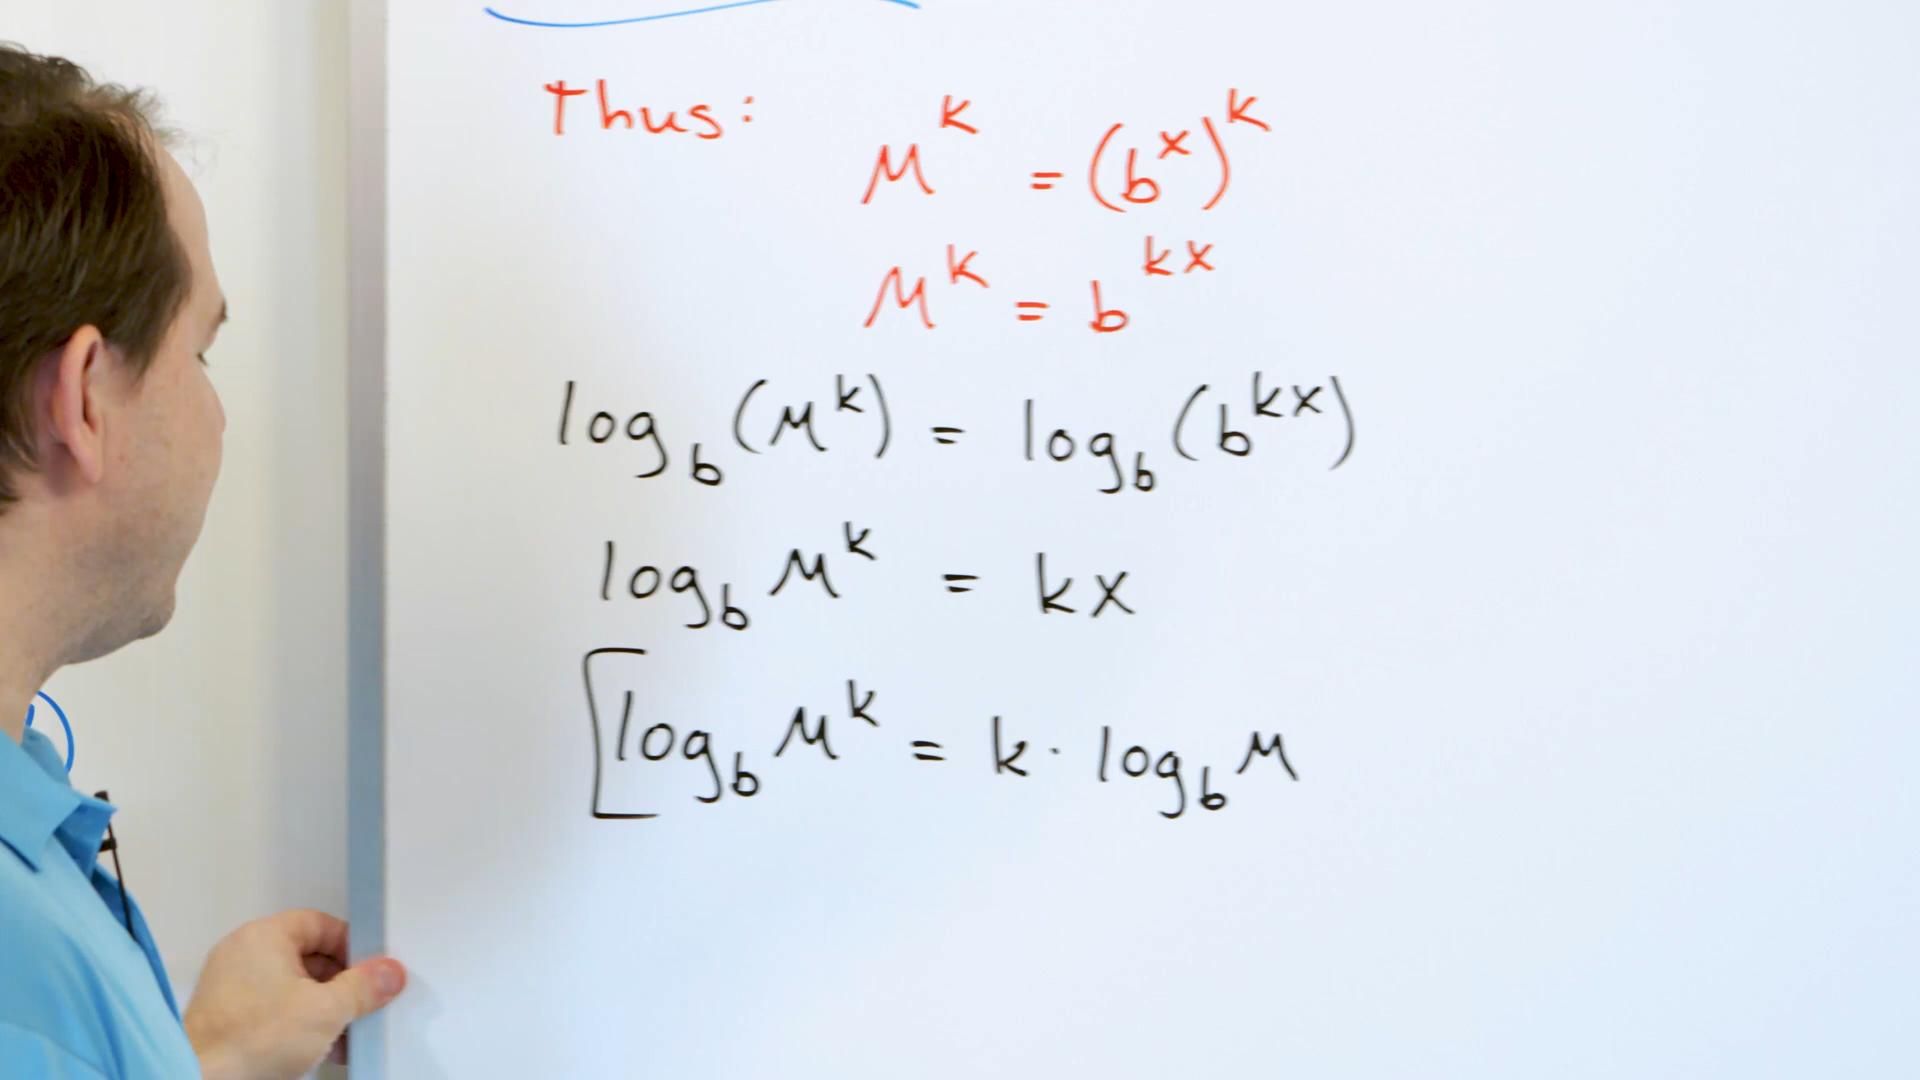 Thus: M^k = (b^x)^k
M^k = b^kx
log_b (M^k) = log_b (b^kx)
log_b M^k = kx
[log_b M^k = k · log_b M